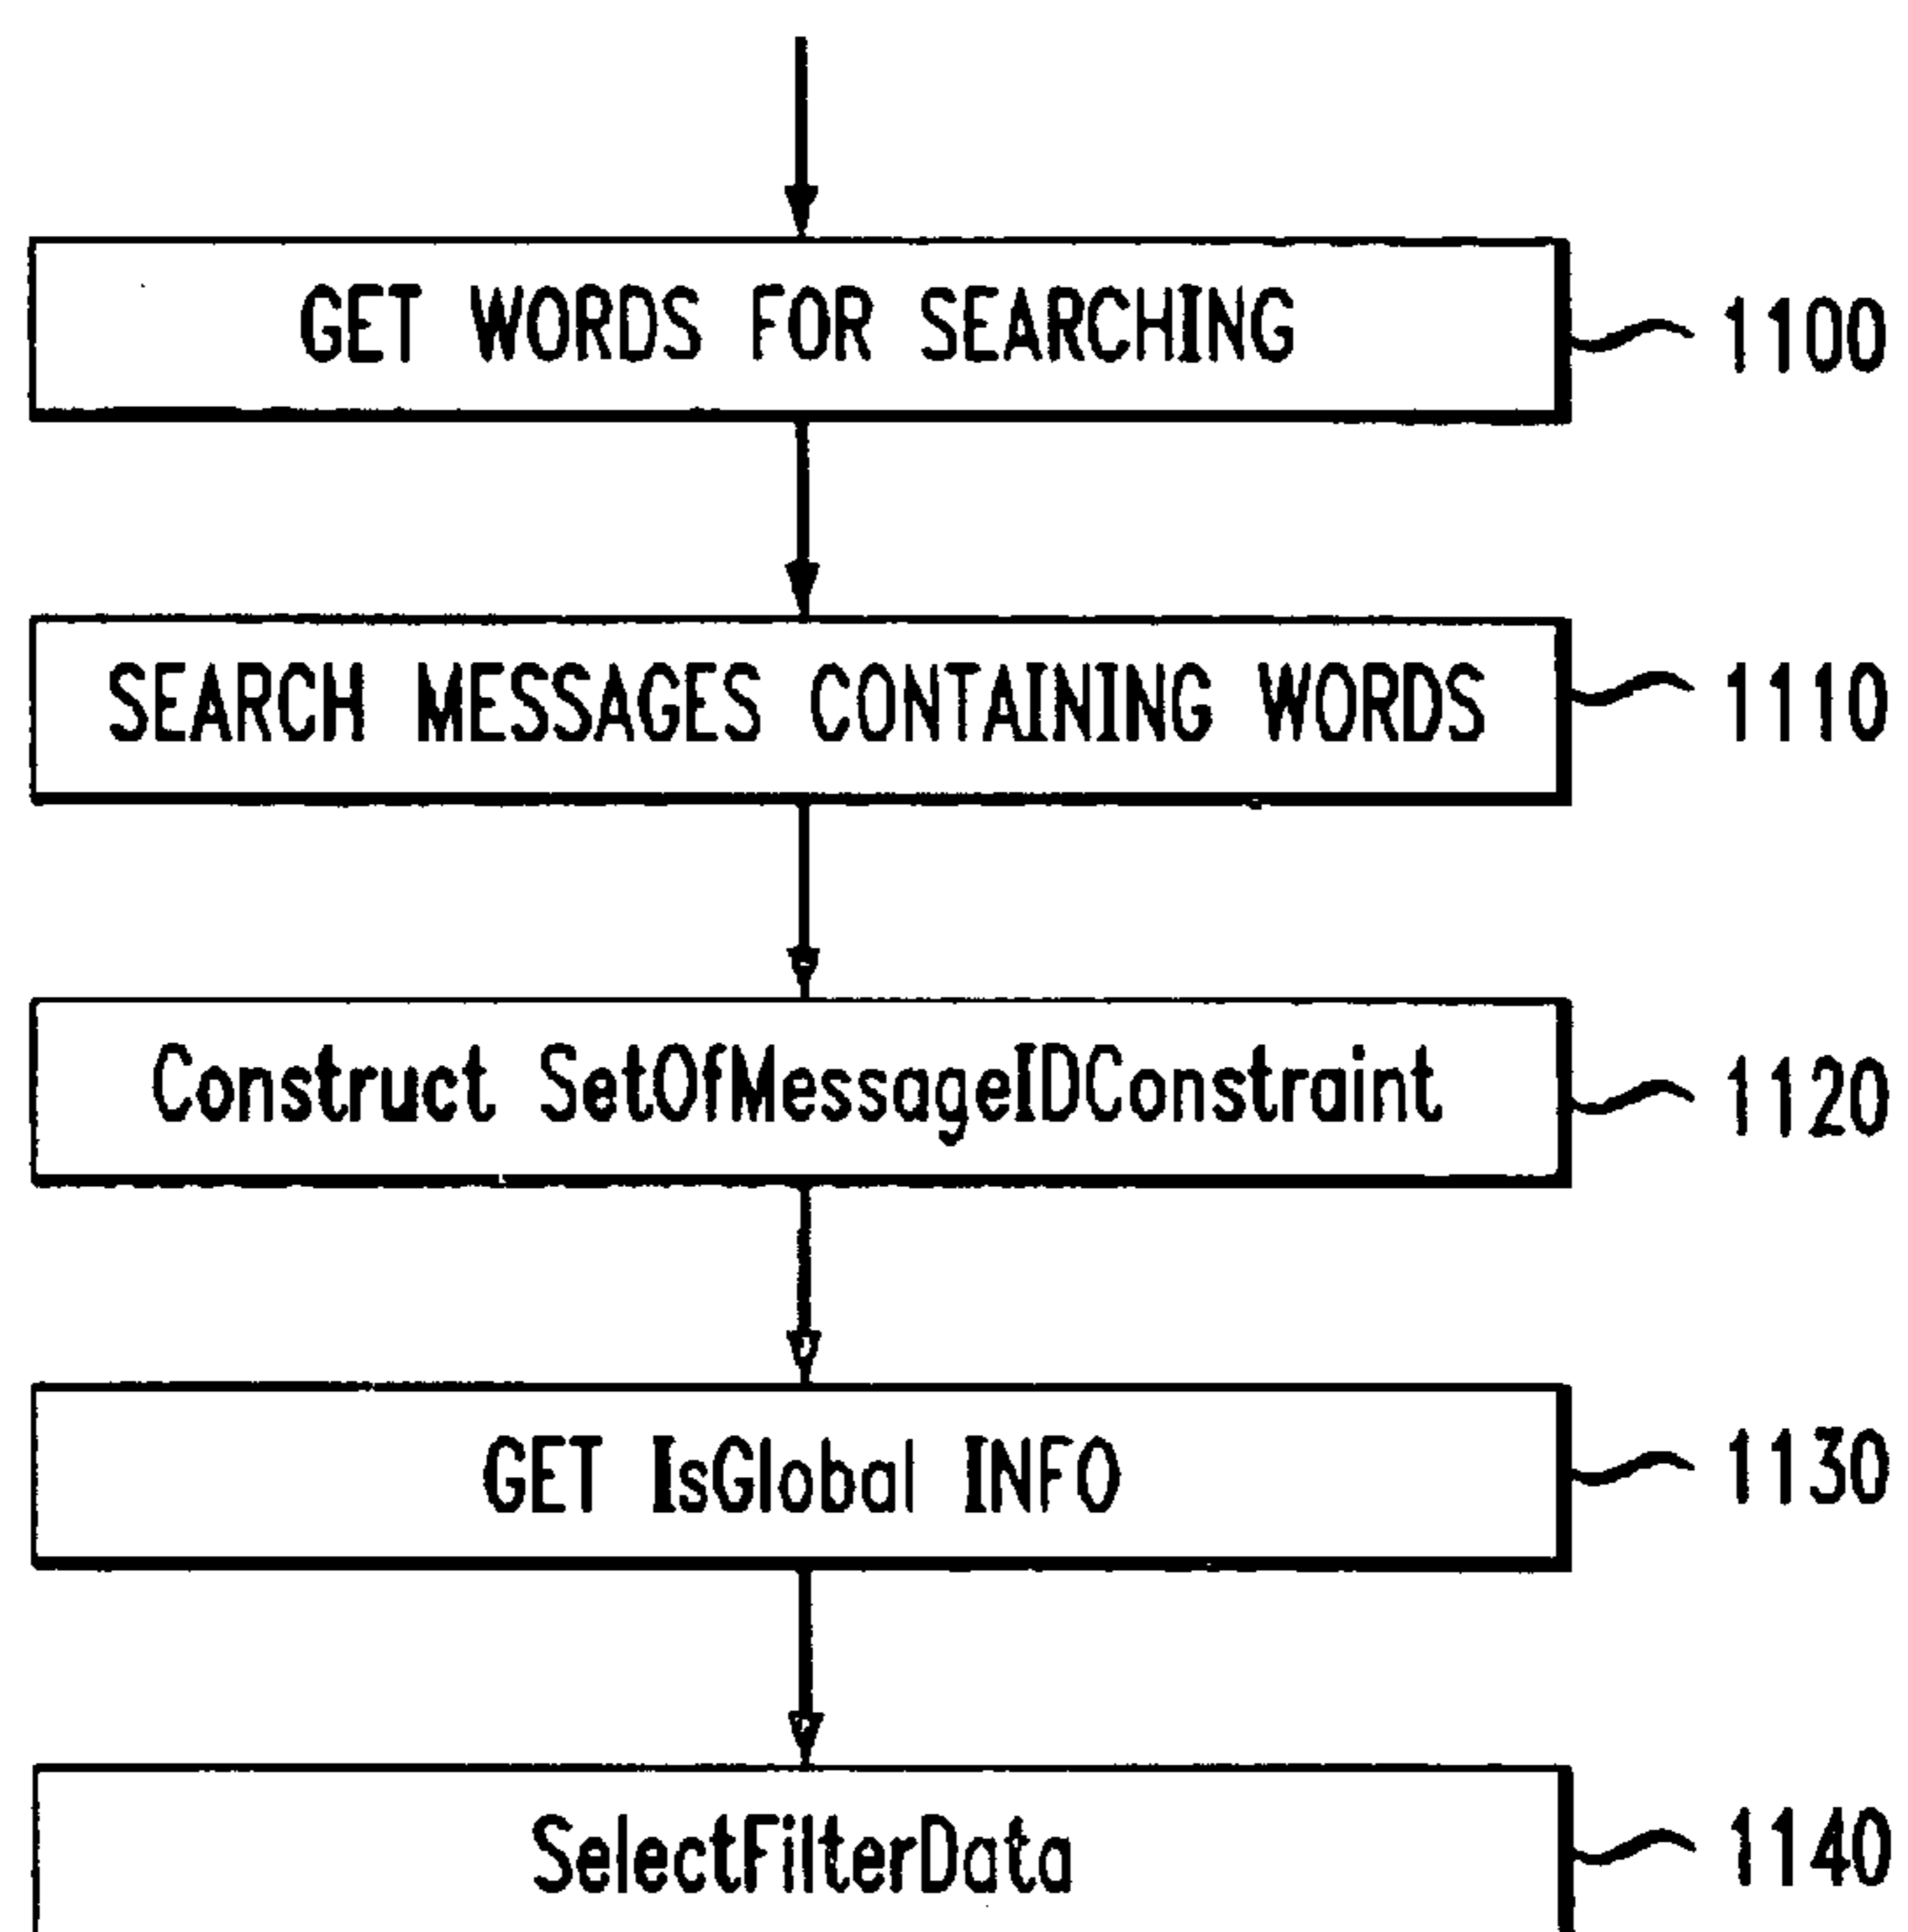 GET WORDS FOR SEARCHING 1100
SEARCH MESSAGES CONTAINING WORDS 1110
Construct SetOfMessageIDConstraint 1120
GET IsGlobal INFO 1130
SelectFilterData 1140